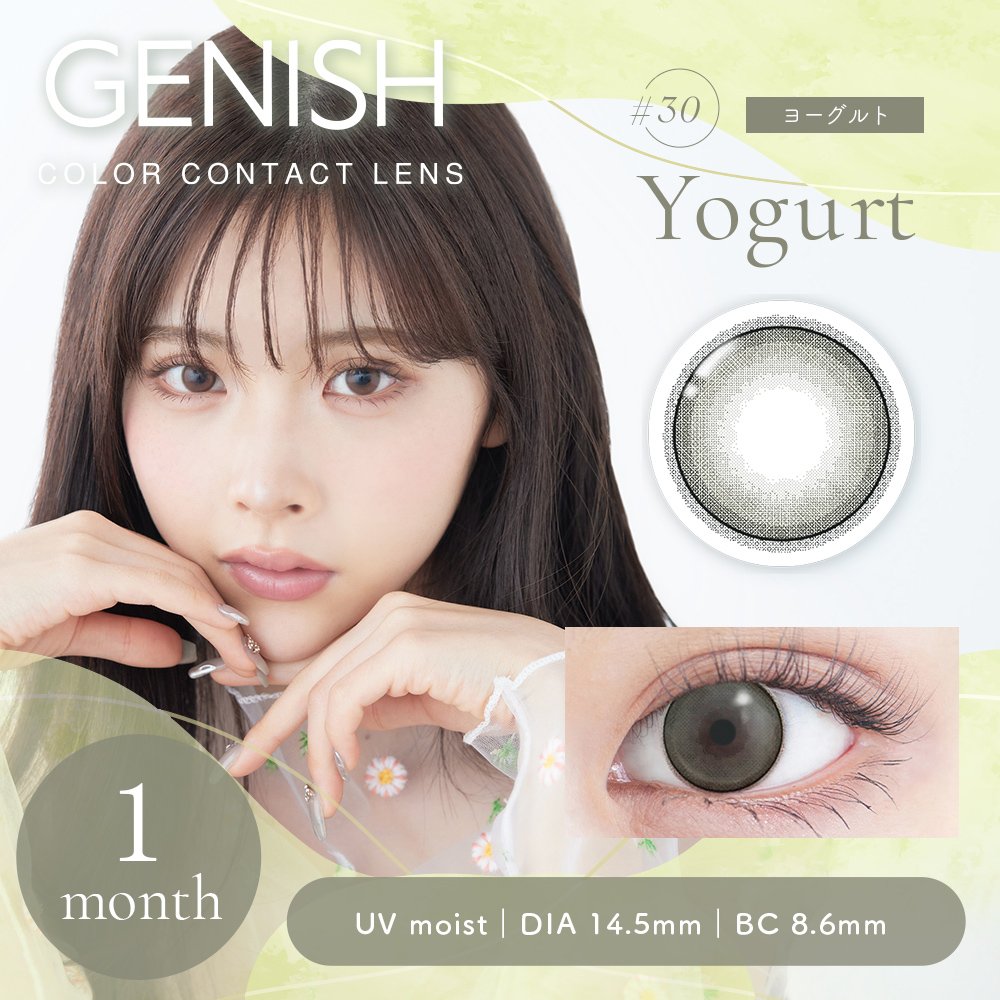 GENISH
COLOR CONTACT LENS
#30
ヨーグルト
Yogurt
1
month
UV moist | DIA 14.5mm | BC 8.6mm